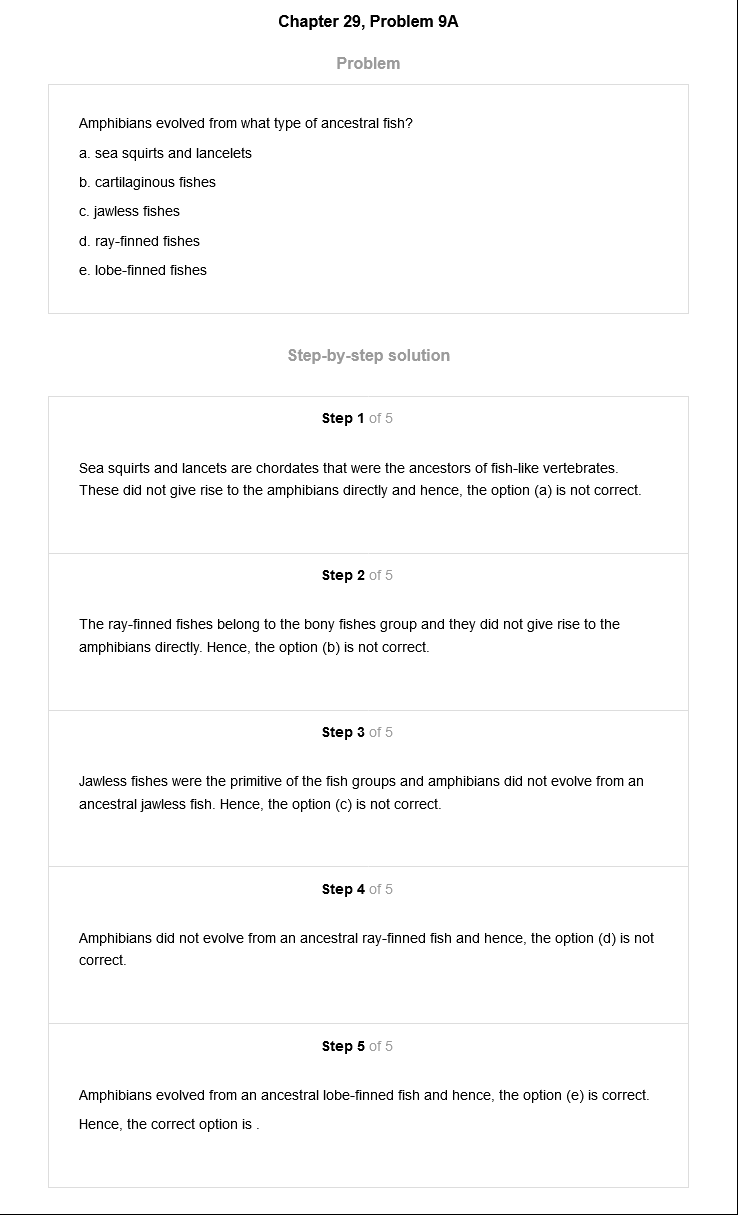 Chapter 29, Problem 9A
Problem
Amphibians evolved from what type of ancestral fish?
a. sea squirts and lancelets
b. cartilaginous fishes
c. jawless fishes
d. ray-finned fishes
e. lobe-finned fishes
Step-by-step solution
Step 1 of 5
Sea squirts and lancets are chordates that were the ancestors of fish-like vertebrates.
These did not give rise to the amphibians directly and hence, the option (a) is not correct.
Step 2 of 5
The ray-finned fishes belong to the bony fishes group and they did not give rise to the
amphibians directly. Hence, the option (b) is not correct.
Step 3 of 5
Jawless fishes were the primitive of the fish groups and amphibians did not evolve from an
ancestral jawless fish. Hence, the option (c) is not correct.
Step 4 of 5
Amphibians did not evolve from an ancestral ray-finned fish and hence, the option (d) is not
correct.
Step 5 of 5
Amphibians evolved from an ancestral lobe-finned fish and hence, the option (e) is correct.
Hence, the correct option is .